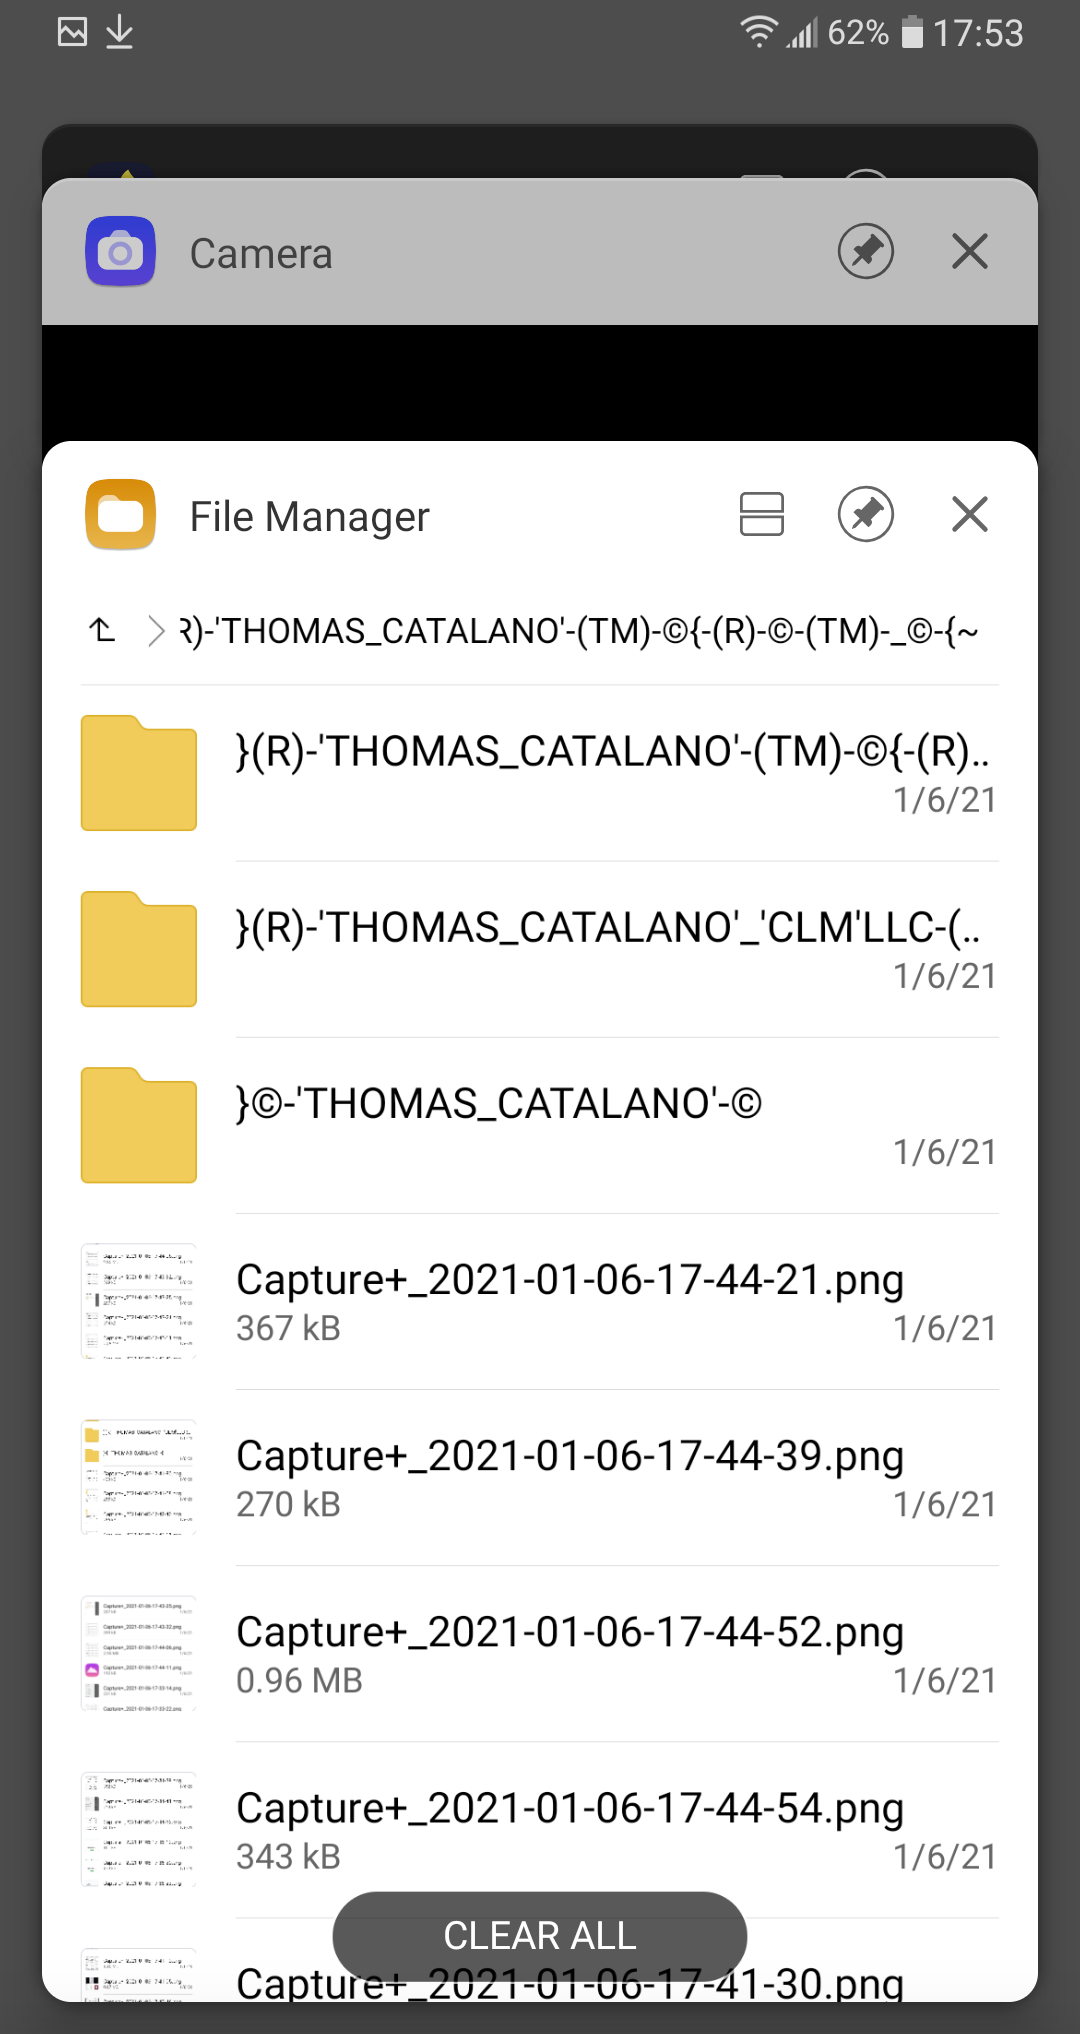 62% 17:53
Camera
File Manager
R)-'THOMAS_CATALANO'-(TM)-©{-(R)-©-(TM)-_©-{~
}(R)-'THOMAS_CATALANO'-(TM)-©{-(R)..
1/6/21
}(R)-'THOMAS_CATALANO'_'CLM'LLC-(..
1/6/21
}©-'THOMAS_CATALANO'-©
1/6/21
Capture+_2021-01-06-17-44-21.png
367 kB 1/6/21
Capture+_2021-01-06-17-44-39.png
270 kB 1/6/21
Capture+_2021-01-06-17-44-52.png
0.96 MB 1/6/21
Capture+_2021-01-06-17-44-54.png
343 kB 1/6/21
CLEAR ALL
Capture+_2021-01-06-17-41-30.png